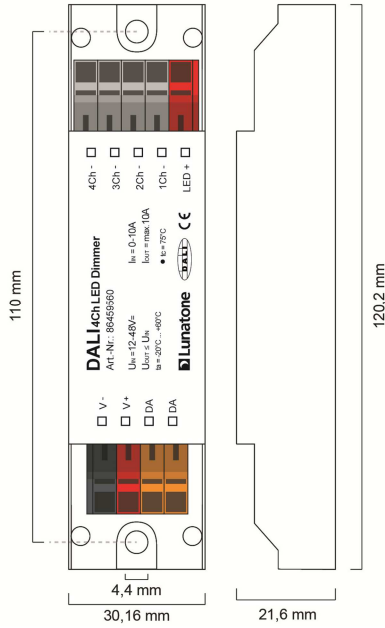 4Ch -
3Ch -
2Ch -
1Ch -
LED +
DALI 4Ch LED Dimmer
Art.-Nr.: 86459560
UIN =12-48V=
IIN = 0-10A
UOUT ≤ UIN
IOUT = max.10A
ta = -20°C ... +60°C
● tc = 75°C
Lunatone
DALI
CE
V -
V +
DA
DA
110 mm
120.2 mm
4,4 mm
30,16 mm
21,6 mm